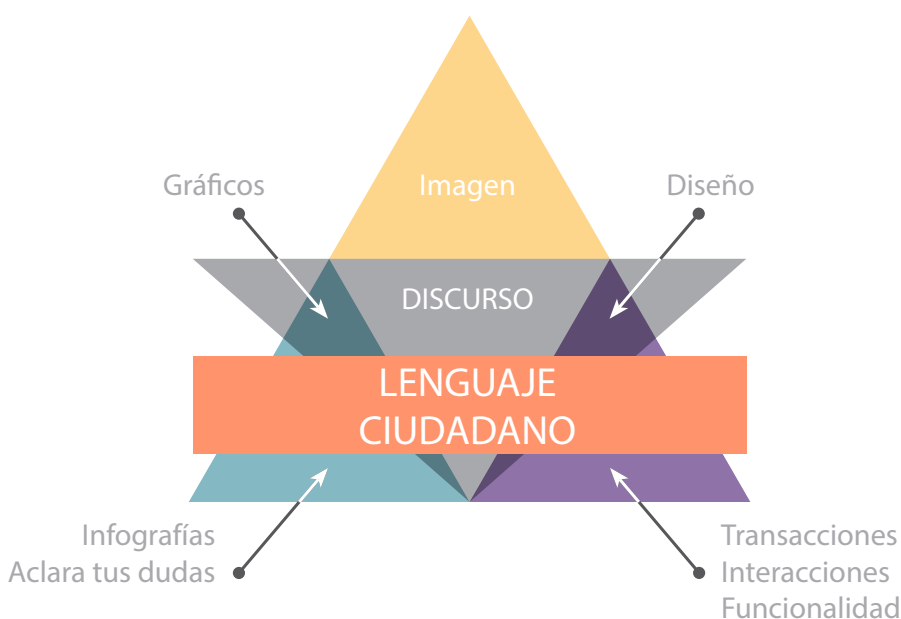 Gráficos
Imagen
Diseño
DISCURSO
LENGUAJE
CIUDADANO
Infografías
Aclara tus dudas
Transacciones
Interacciones
Funcionalidad